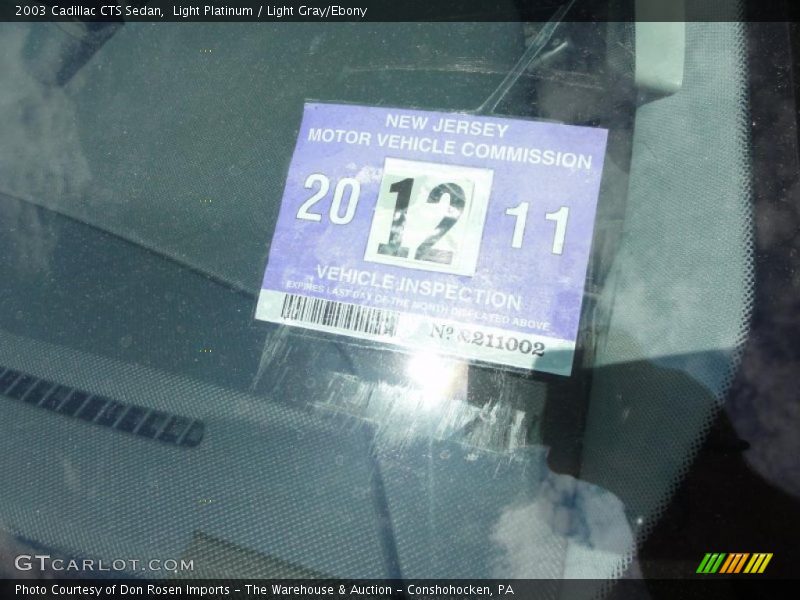 2003 Cadillac CTS Sedan, Light Platinum / Light Gray/Ebony
NEW JERSEY
MOTOR VEHICLE COMMISSION
20 12 11
VEHICLE INSPECTION
EXPIRES LAST DAY OF THE MONTH DISPLAYED ABOVE
GTCARLOT.COM
Photo Courtesy of Don Rosen Imports - The Warehouse & Auction - Conshohocken, PA